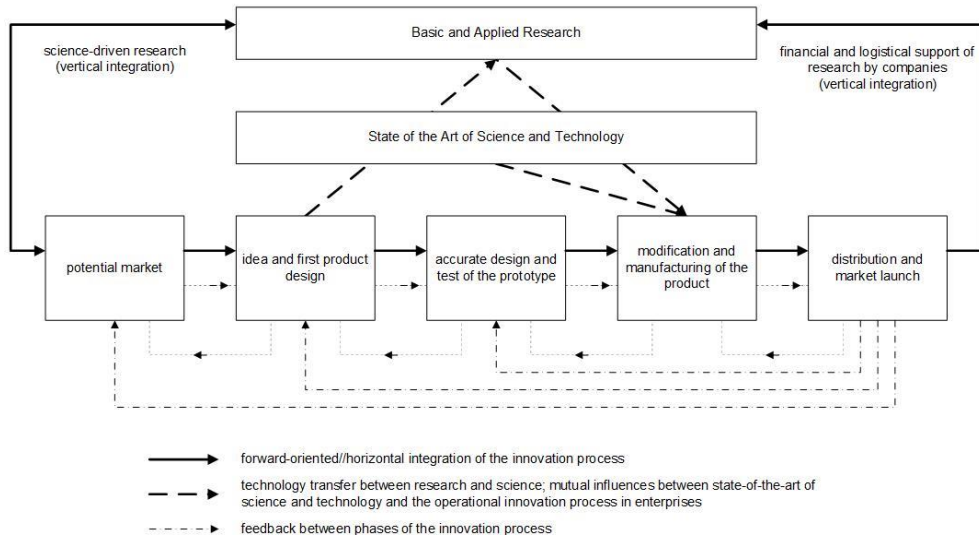 Basic and Applied Research
science-driven research
(vertical integration)
financial and logistical support of
research by companies
(vertical integration)
State of the Art of Science and Technology
potential market
idea and first product
design
accurate design and
test of the prototype
modification and
manufacturing of the
product
distribution and
market launch
forward-oriented//horizontal integration of the innovation process
technology transfer between research and science; mutual influences between state-of-the-art of
science and technology and the operational innovation process in enterprises
feedback between phases of the innovation process